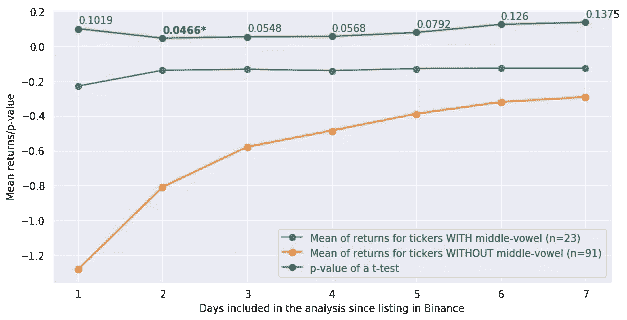 0.1019
0.0466*
0.0548
0.0568
0.0792
0.126
0.1375
0.2
0.0
−0.2
−0.4
−0.6
−0.8
−1.0
−1.2
Mean returns/p-value
Mean of returns for tickers WITH middle-vowel (n=23)
Mean of returns for tickers WITHOUT middle-vowel (n=91)
p-value of a t-test
1 2 3 4 5 6 7
Days included in the analysis since listing in Binance